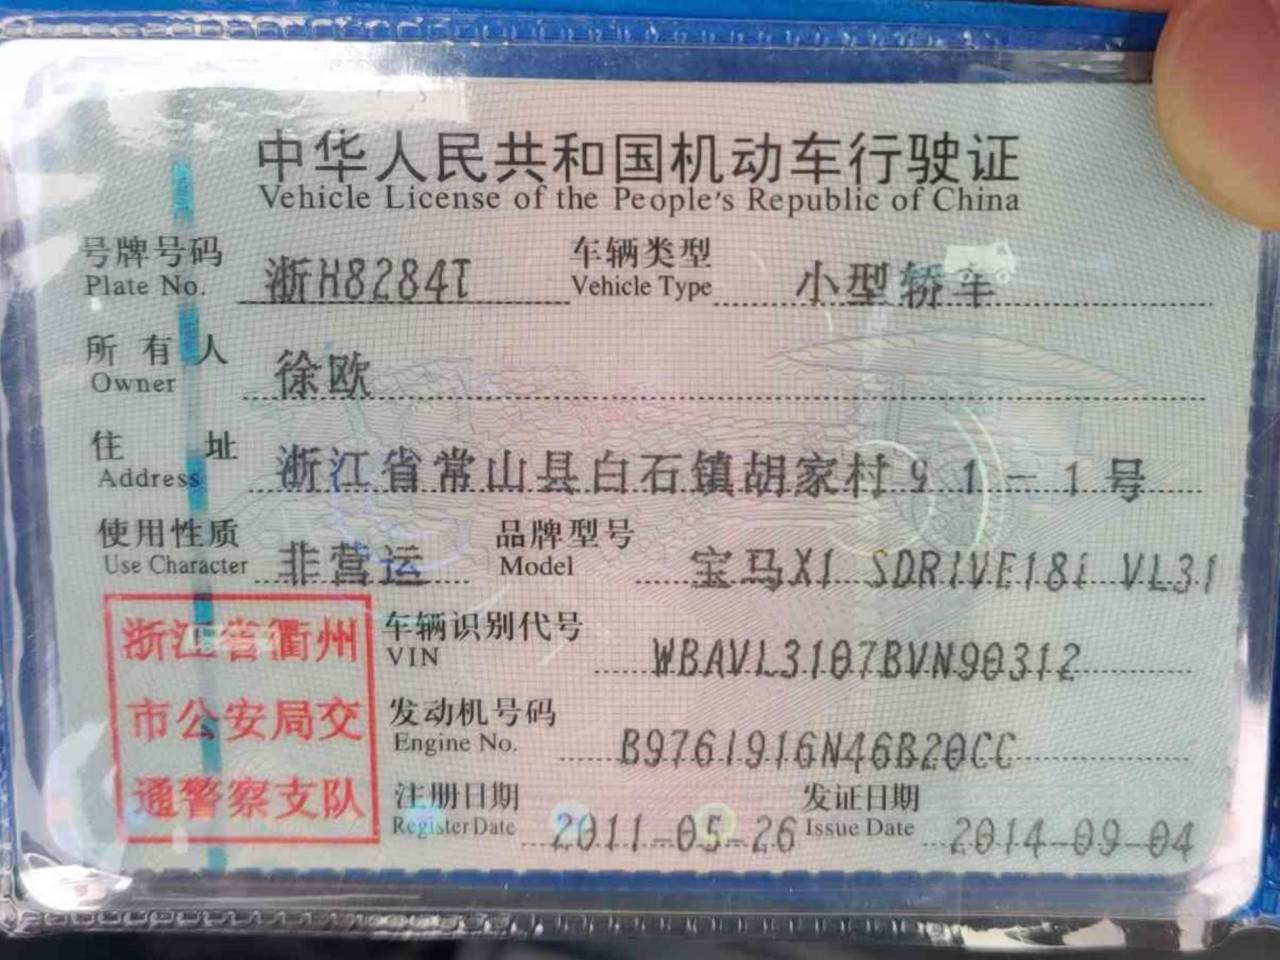 中华人民共和国机动车行驶证
Vehicle License of the People's Republic of China
号牌号码 浙H8284T 车辆类型 小型轿车
Plate No. Vehicle Type
所有人 徐欧
Owner
住址 浙江省常山县白石镇胡家村91-1号
Address
使用性质 非营运 品牌型号 宝马X1 SDRIVE18i VL31
Use Character Model
浙江省衢州
市公安局交
通警察支队
车辆识别代号 WBAVL3107BVN90312
VIN
发动机号码 B9761916N46B20CC
Engine No.
注册日期 2011-05-26 发证日期 2014-09-04
Register Date Issue Date